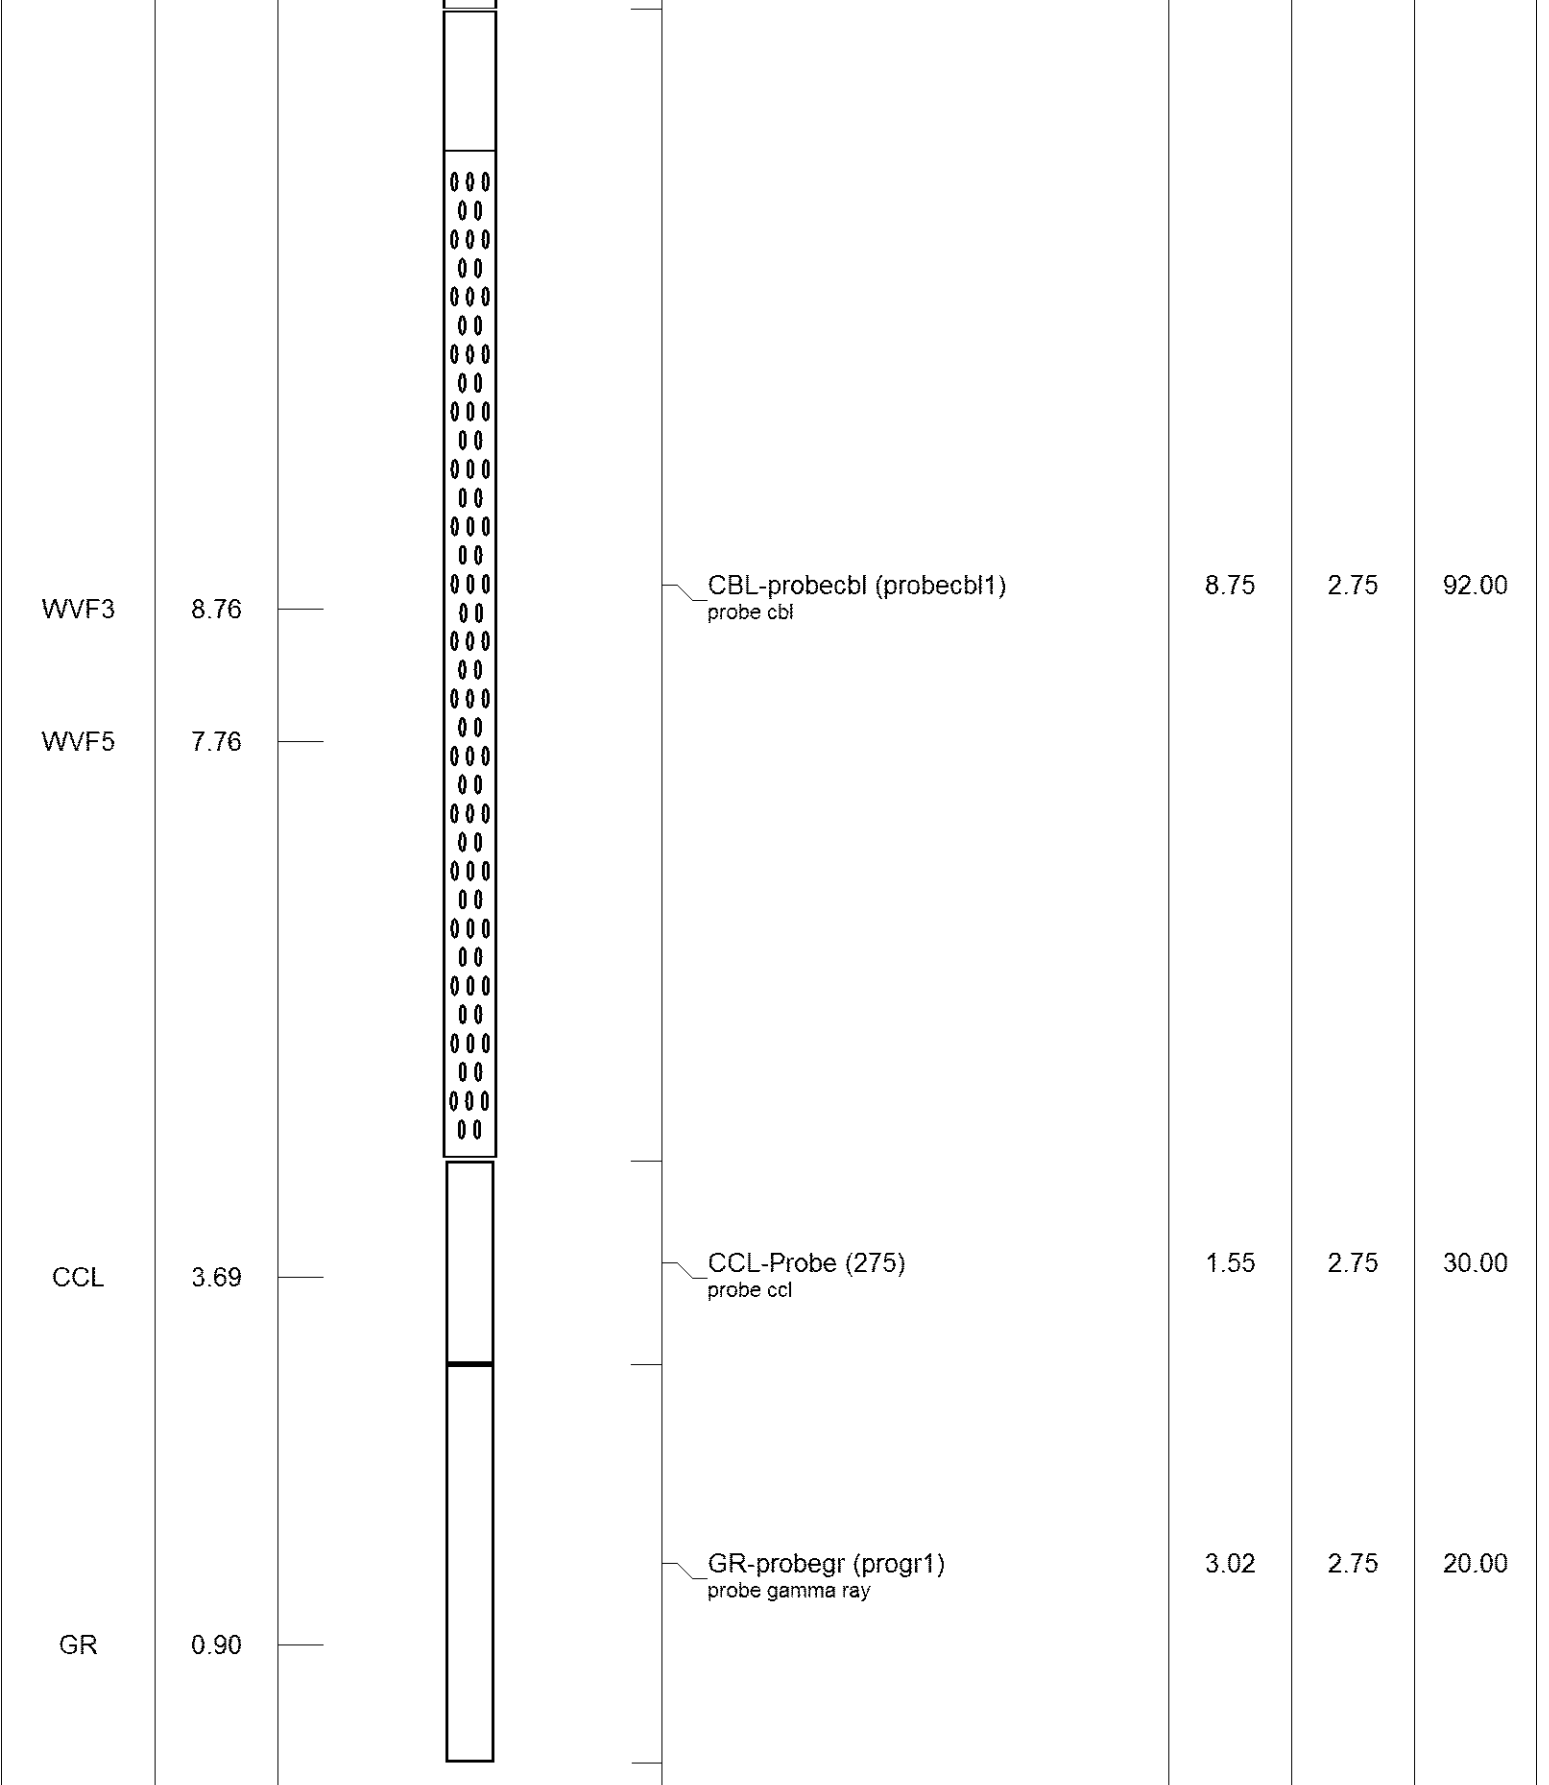 CBL-probecbl (probecbl1) 8.75 2.75 92.00
WVF3 8.76 probe cbl
WVF5 7.76
CCL-Probe (275) 1.55 2.75 30.00
CCL 3.69 probe ccl
GR-probegr (progr1) 3.02 2.75 20.00
probe gamma ray
GR 0.90